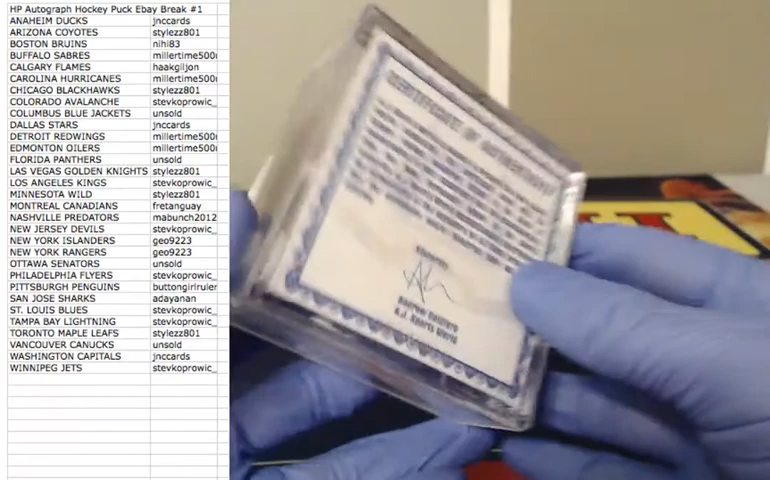 HP Autograph Hockey Puck Ebay Break #1
ANAHEIM DUCKS jnccards
ARIZONA COYOTES stylezz801
BOSTON BRUINS nihi83
BUFFALO SABRES millertime500
CALGARY FLAMES haakgiljon
CAROLINA HURRICANES millertime500
CHICAGO BLACKHAWKS stylezz801
COLORADO AVALANCHE stevkoprowic_
COLUMBUS BLUE JACKETS unsold
DALLAS STARS jnccards
DETROIT REDWINGS millertime500
EDMONTON OILERS millertime500
FLORIDA PANTHERS unsold
LAS VEGAS GOLDEN KNIGHTS stylezz801
LOS ANGELES KINGS stevkoprowic_
MINNESOTA WILD stylezz801
MONTREAL CANADIANS fretanguay
NASHVILLE PREDATORS mabunch2012
NEW JERSEY DEVILS stevkoprowic_
NEW YORK ISLANDERS geo9223
NEW YORK RANGERS geo9223
OTTAWA SENATORS unsold
PHILADELPHIA FLYERS stevkoprowic_
PITTSBURGH PENGUINS buttongirlruler
SAN JOSE SHARKS adayanan
ST. LOUIS BLUES stevkoprowic_
TAMPA BAY LIGHTNING stevkoprowic_
TORONTO MAPLE LEAFS stylezz801
VANCOUVER CANUCKS unsold
WASHINGTON CAPITALS jnccards
WINNIPEG JETS stevkoprowic_
CERTIFICATE OF AUTHENTICITY
Sports World